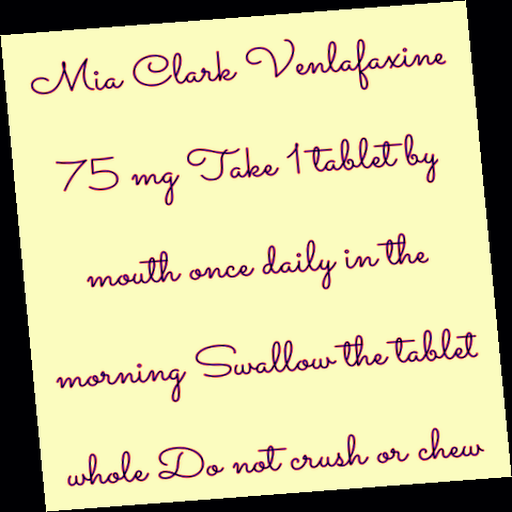 Mia Clark Venlafaxine
75 mg Take 1 tablet by
mouth once daily in the
morning Swallow the tablet
whole Do not crush or chew